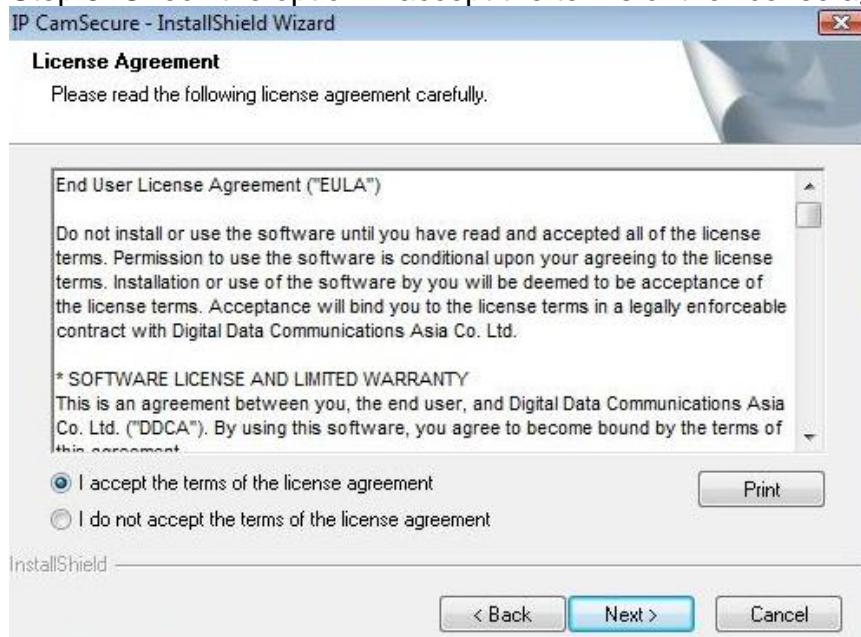 IP CamSecure - InstallShield Wizard
License Agreement
Please read the following license agreement carefully.
End User License Agreement ("EULA")
Do not install or use the software until you have read and accepted all of the license
terms. Permission to use the software is conditional upon your agreeing to the license
terms. Installation or use of the software by you will be deemed to be acceptance of
the license terms. Acceptance will bind you to the license terms in a legally enforceable
contract with Digital Data Communications Asia Co. Ltd.
* SOFTWARE LICENSE AND LIMITED WARRANTY
This is an agreement between you, the end user, and Digital Data Communications Asia
Co. Ltd. ("DDCA"). By using this software, you agree to become bound by the terms of
this agreement
I accept the terms of the license agreement
Print
I do not accept the terms of the license agreement
InstallShield
< Back
Next >
Cancel